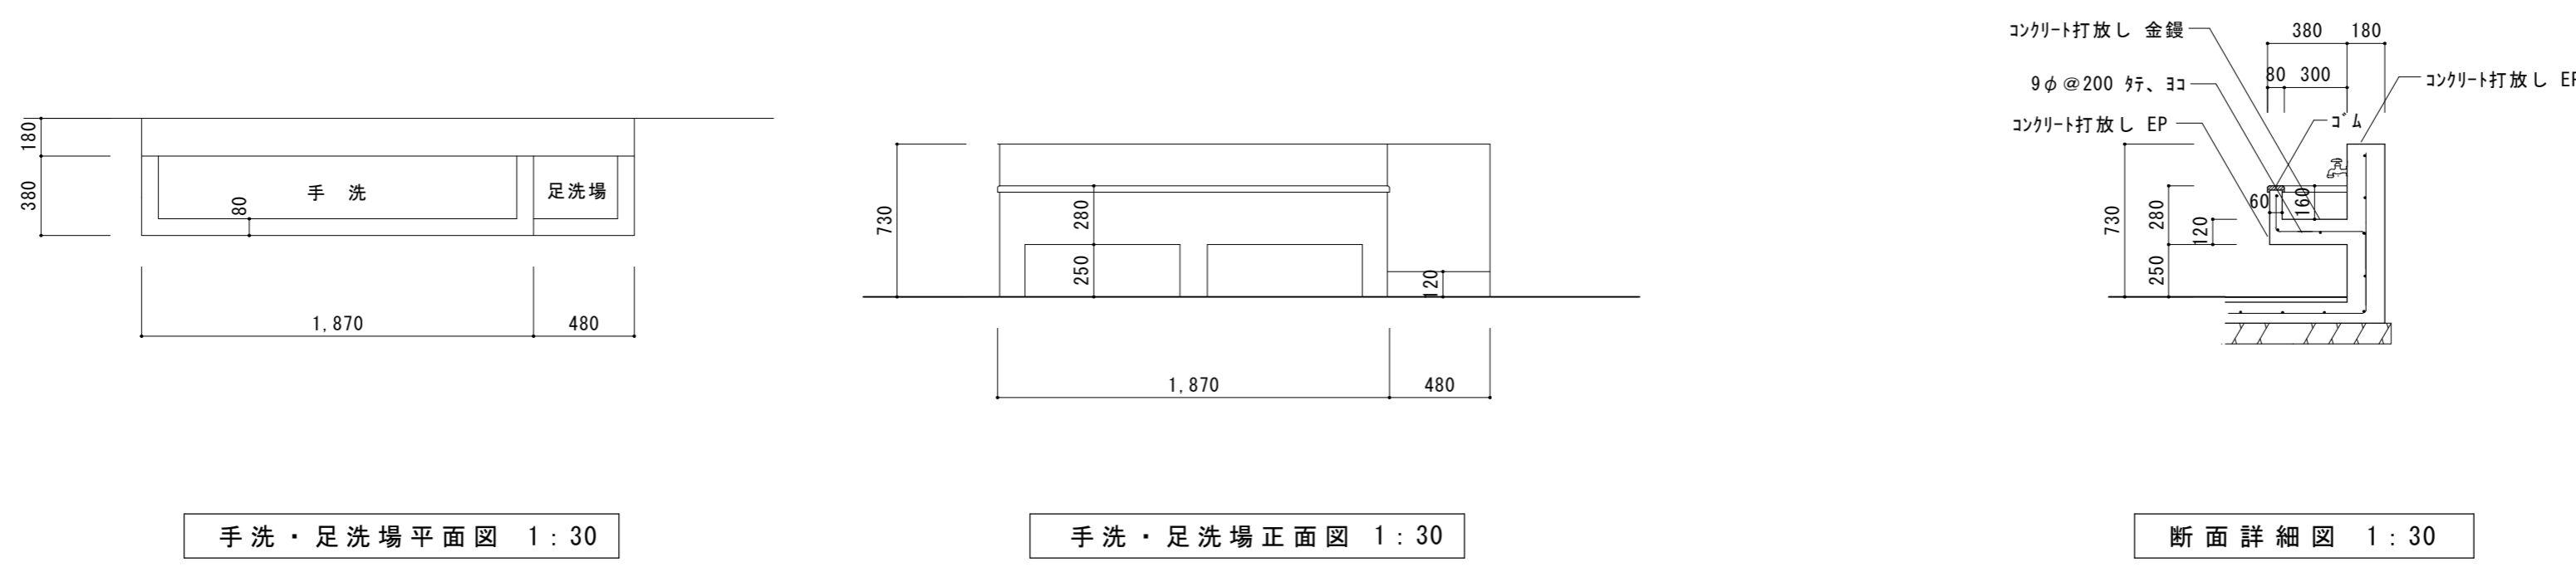 180
380
80
手 洗
足洗場
1,870
480
手洗・足洗場平面図 1:30
730
280
250
120
1,870
480
手洗・足洗場正面図 1:30
ｺﾝｸﾘｰﾄ打放し 金鏝
9φ@200 ﾀﾃ、ﾖｺ
ｺﾝｸﾘｰﾄ打放し EP
380
180
80
300
ｺﾝｸﾘｰﾄ打放し EP
ｺﾞﾑ
730
280
250
120
60
160
断面詳細図 1:30